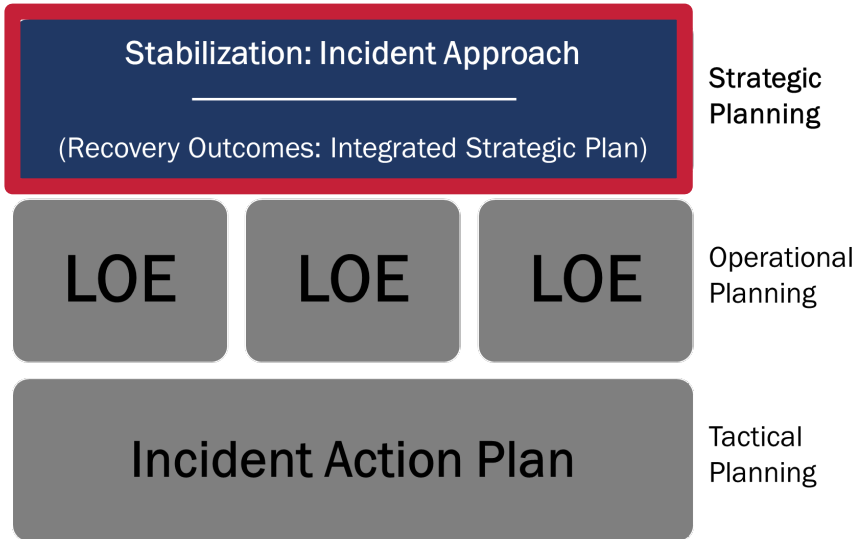 Stabilization: Incident Approach
(Recovery Outcomes: Integrated Strategic Plan)
Strategic
Planning
LOE
LOE
LOE
Operational
Planning
Incident Action Plan
Tactical
Planning